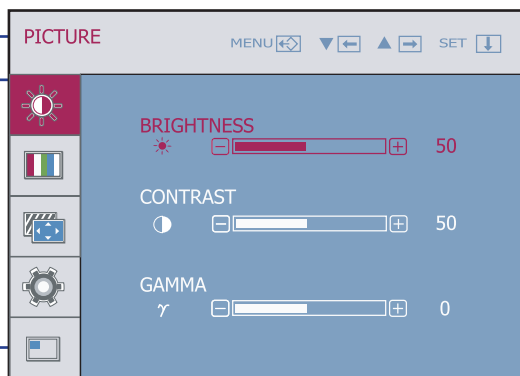 PICTURE MENU SET
BRIGHTNESS
50
CONTRAST
50
GAMMA
γ 0